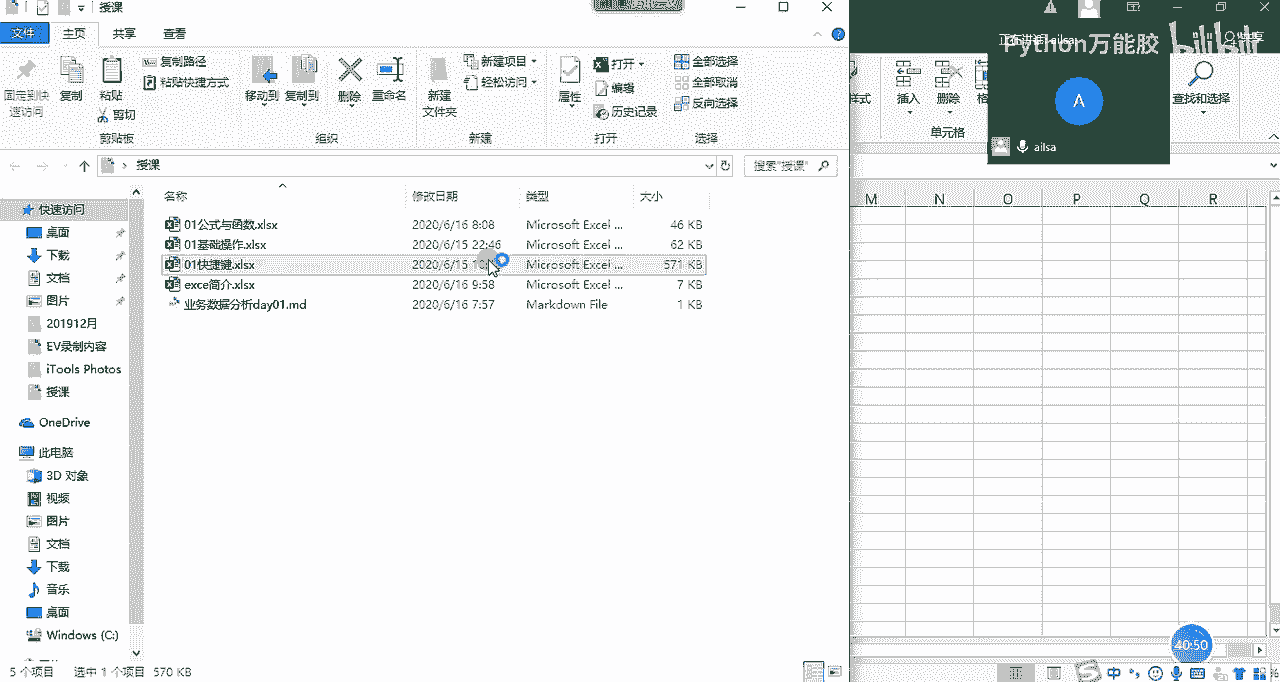 授课
文件 主页 共享 查看
复制路径
粘贴快捷方式
剪切
复制 粘贴
剪贴板
移动到 复制到 删除 重命名
组织
新建项目
轻松访问
新建
文件夹
新建
属性
打开
编辑
历史记录
打开
全部选择
全部取消
反向选择
选择
授课
搜索"授课"
名称 修改日期 类型 大小
01公式与函数.xlsx 2020/6/16 8:08 Microsoft Excel ... 46 KB
01基础操作.xlsx 2020/6/15 22:46 Microsoft Excel ... 62 KB
01快捷键.xlsx 2020/6/15 Microsoft Excel ... 571 KB
exce简介.xlsx 2020/6/16 9:58 Microsoft Excel ... 7 KB
业务数据分析day01.md 2020/6/16 7:57 Markdown File 1 KB
快速访问
桌面
下载
文档
图片
201912月
EV录制内容
iTools Photos
授课
OneDrive
此电脑
3D 对象
视频
图片
文档
下载
音乐
桌面
Windows (C:)
5 个项目 选中 1 个项目 570 KB
Python万能胶 bilibili
A
ailsa
插入 删除
单元格
查找和选择
M N O P Q R
40:50
中